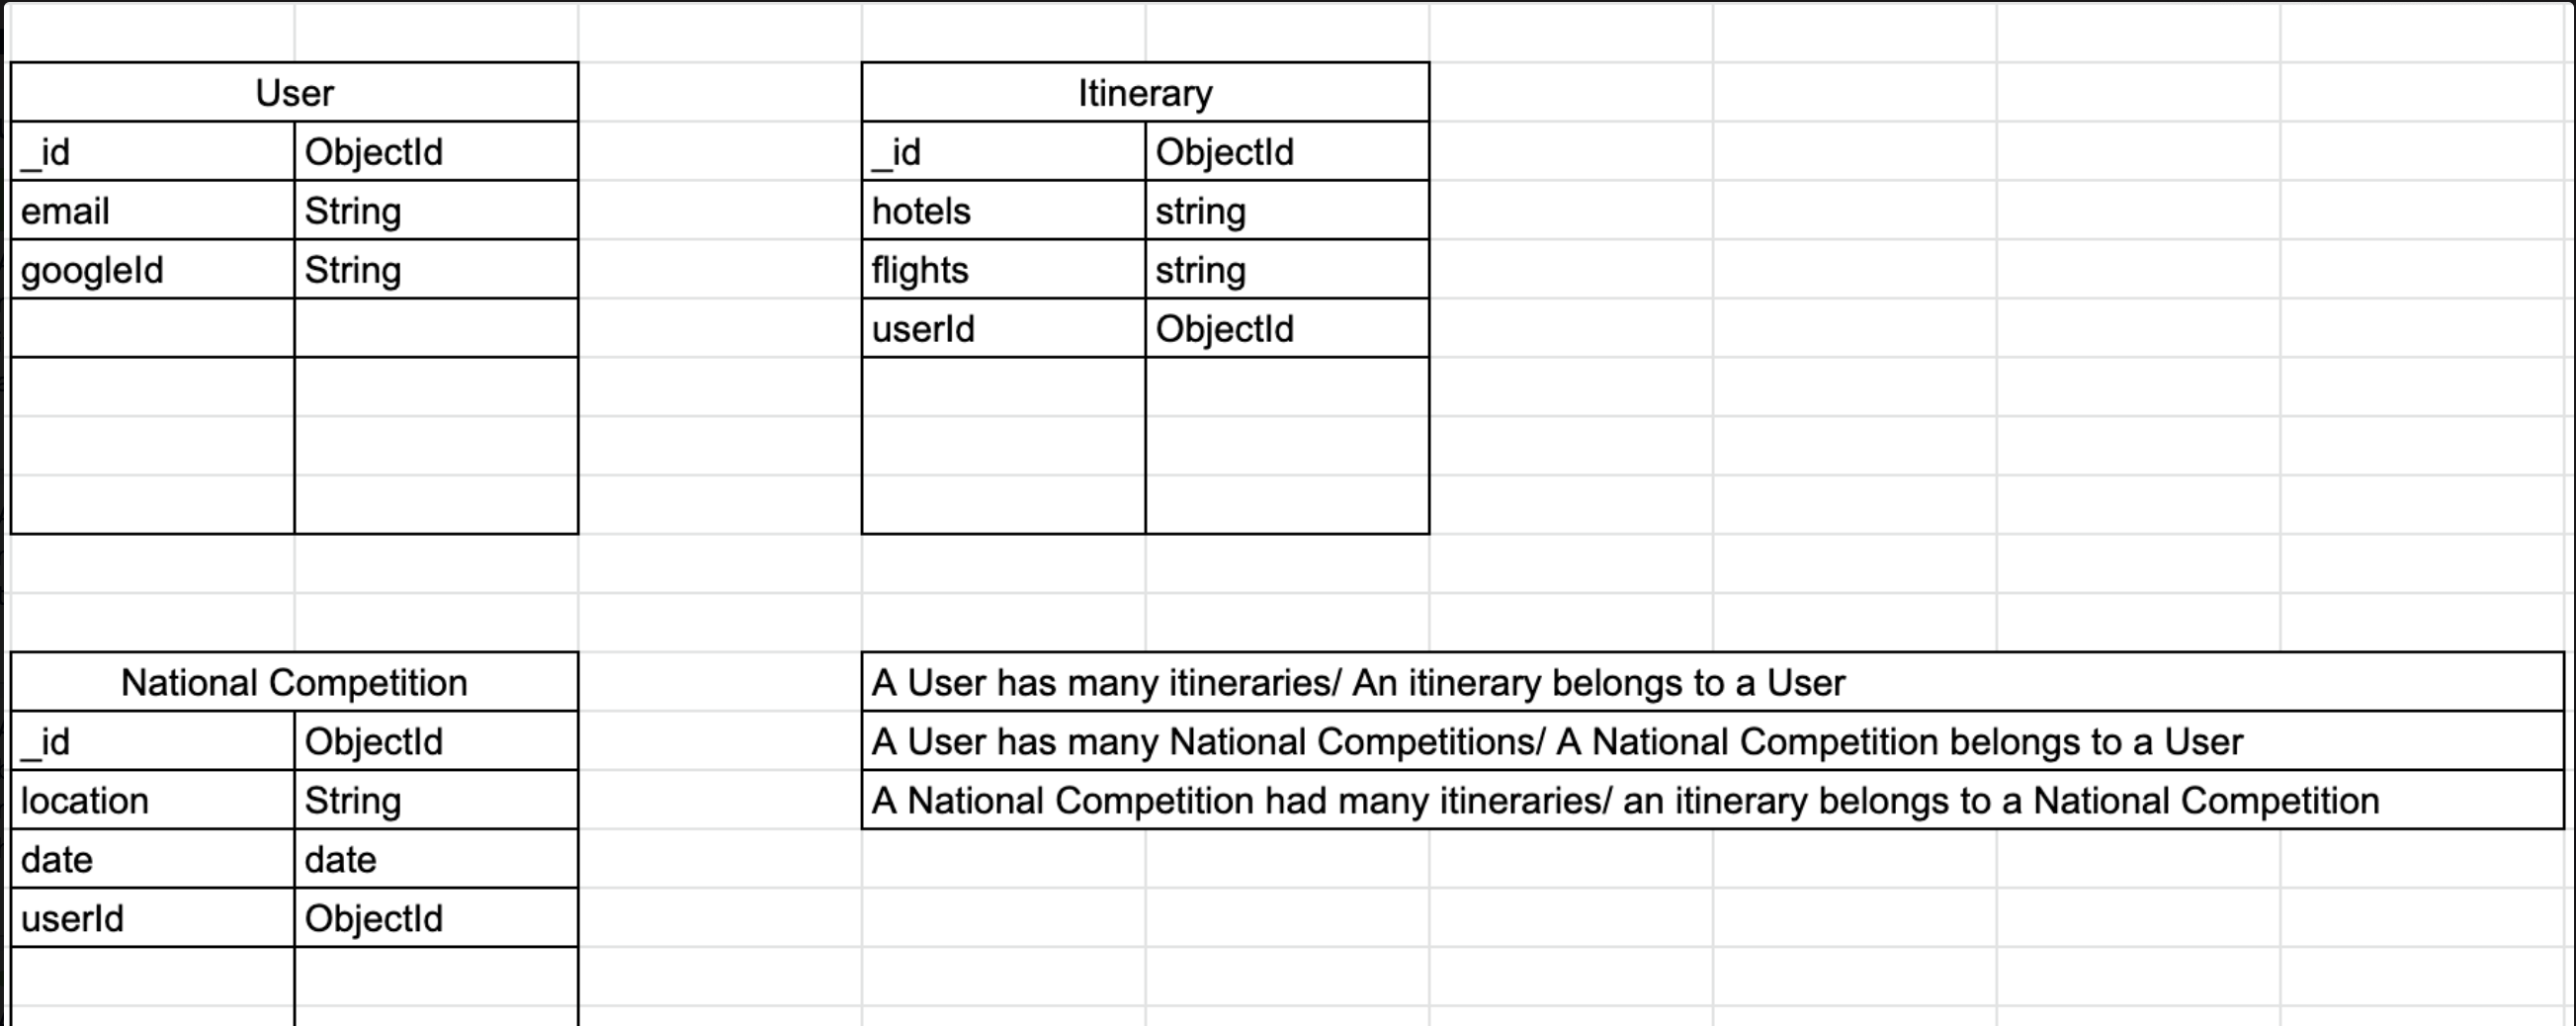 User
_id ObjectId
email String
googleId String
Itinerary
_id ObjectId
hotels string
flights string
userId ObjectId
National Competition
_id ObjectId
location String
date date
userId ObjectId
A User has many itineraries/ An itinerary belongs to a User
A User has many National Competitions/ A National Competition belongs to a User
A National Competition had many itineraries/ an itinerary belongs to a National Competition